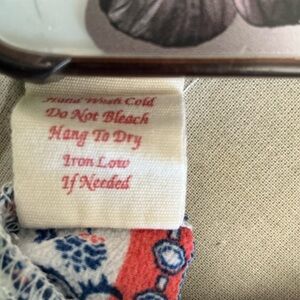 Hand Wash Cold
Do Not Bleach
Hang To Dry
Iron Low
If Needed